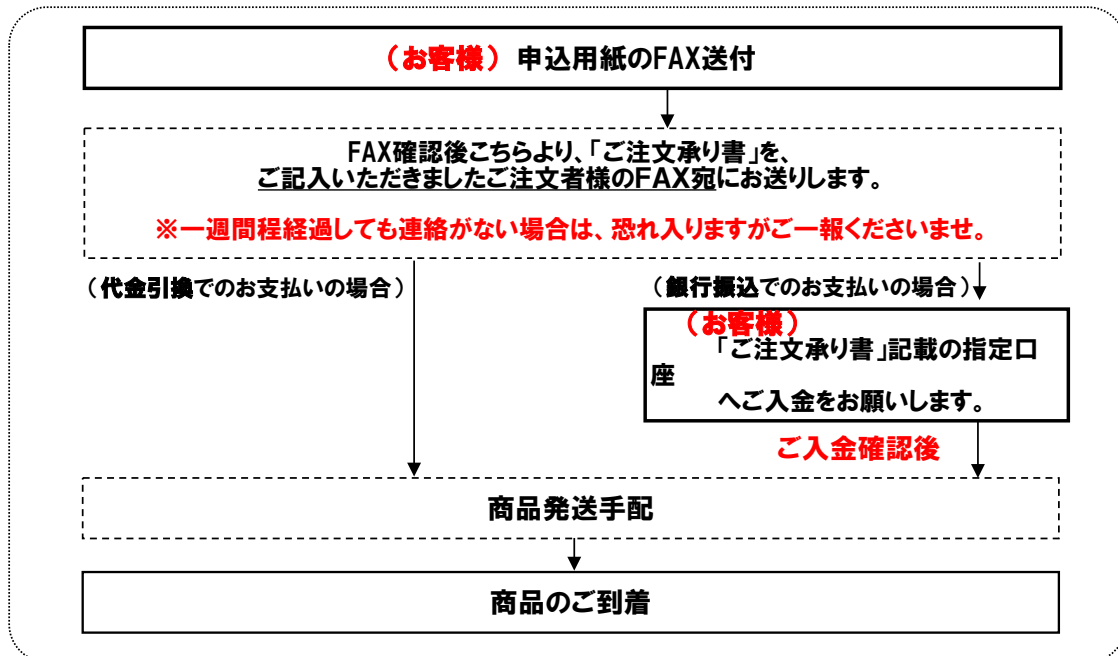 （お客様）申込用紙のFAX送付
FAX確認後こちらより、「ご注文承り書」を、
ご記入いただきましたご注文者様のFAX宛にお送りします。
※一週間程経過しても連絡がない場合は、恐れ入りますがご一報くださいませ。
（代金引換でのお支払いの場合）
（銀行振込でのお支払いの場合）
（お客様）
「ご注文承り書」記載の指定口
座
へご入金をお願いします。
ご入金確認後
商品発送手配
商品のご到着